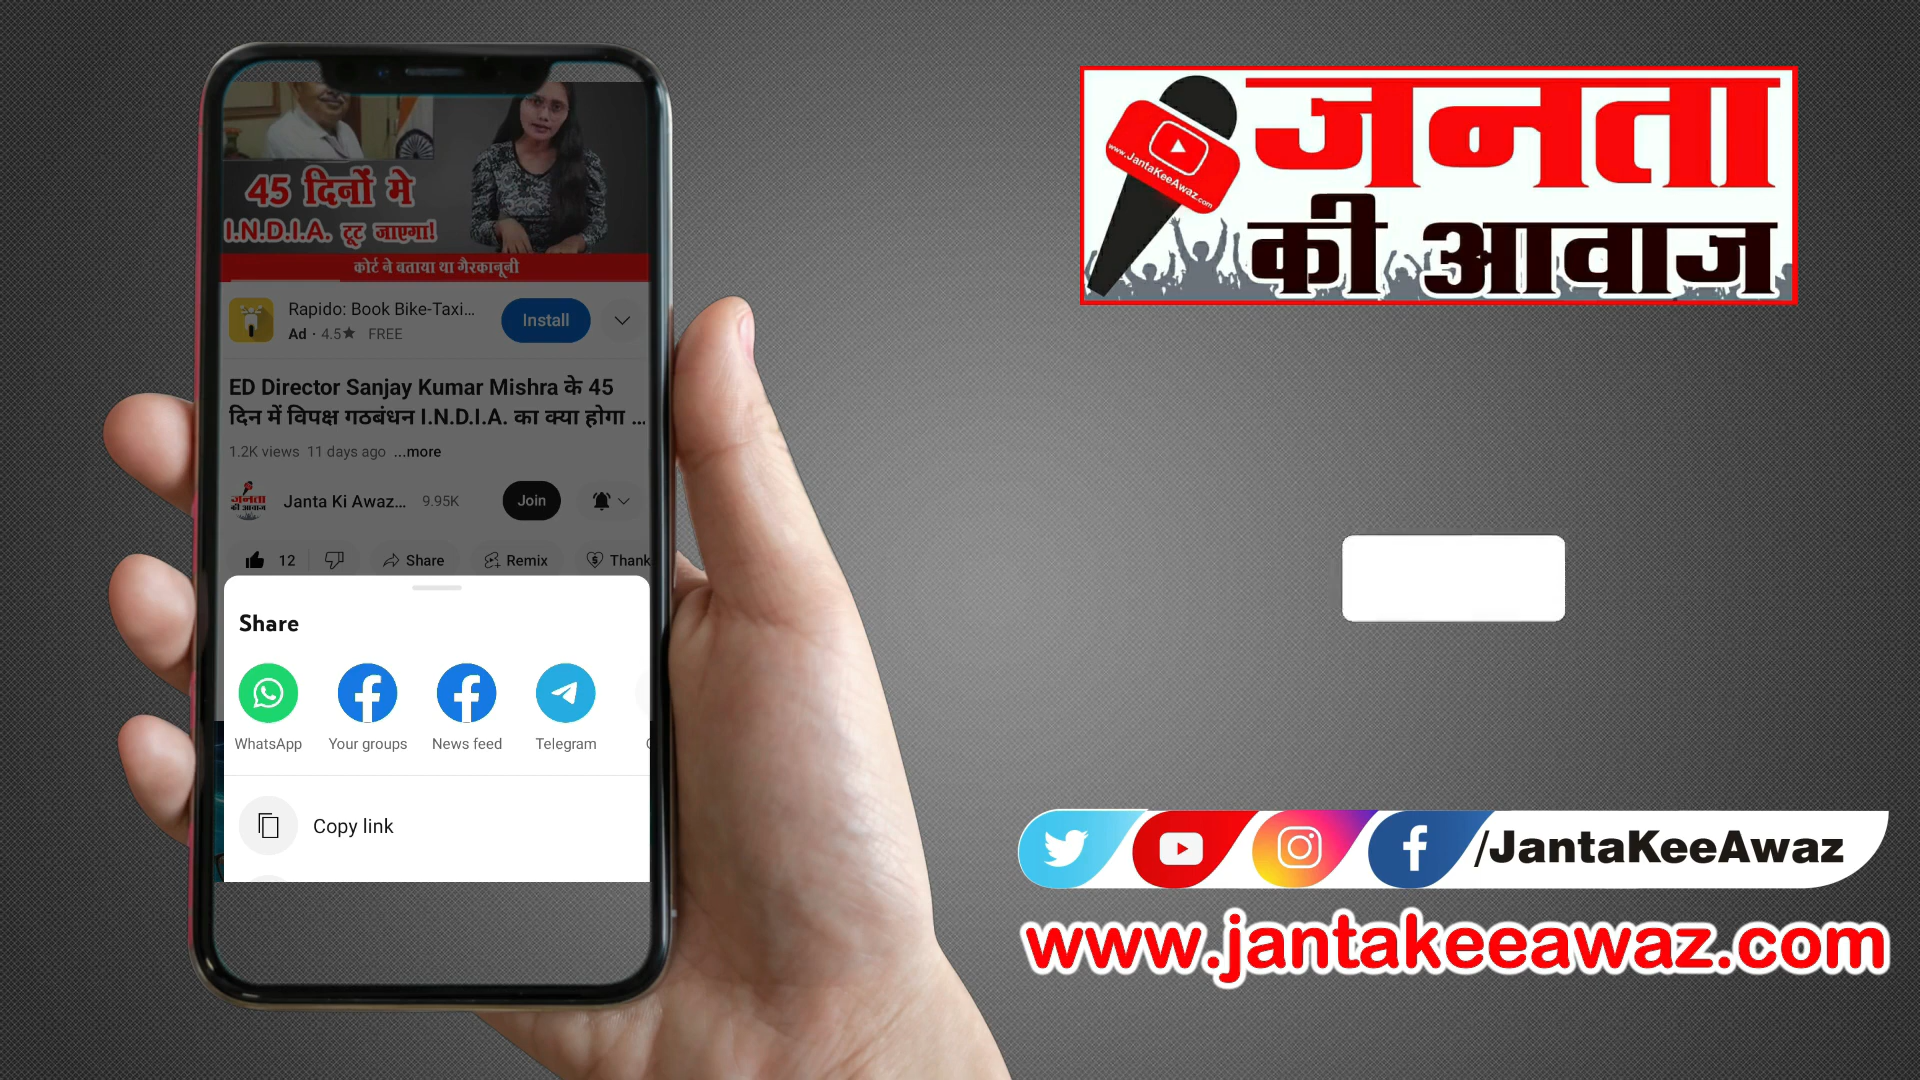 45 दिनों मे
I.N.D.I.A. टूट जाएगा!
कोर्ट ने बताया था गैरकानूनी
Rapido: Book Bike-Taxi...
Ad · 4.5★ FREE
Install
ED Director Sanjay Kumar Mishra के 45
दिन में विपक्ष गठबंधन I.N.D.I.A. का क्या होगा ...
1.2K views 11 days ago ...more
जनता
की आवाज
Janta Ki Awaz... 9.95K
Join
12
Share
Remix
Thank
Share
WhatsApp
Your groups
News feed
Telegram
Copy link
www.JantaKeeAwaz.com
जनता
की आवाज
/JantaKeeAwaz
www.jantakeeawaz.com